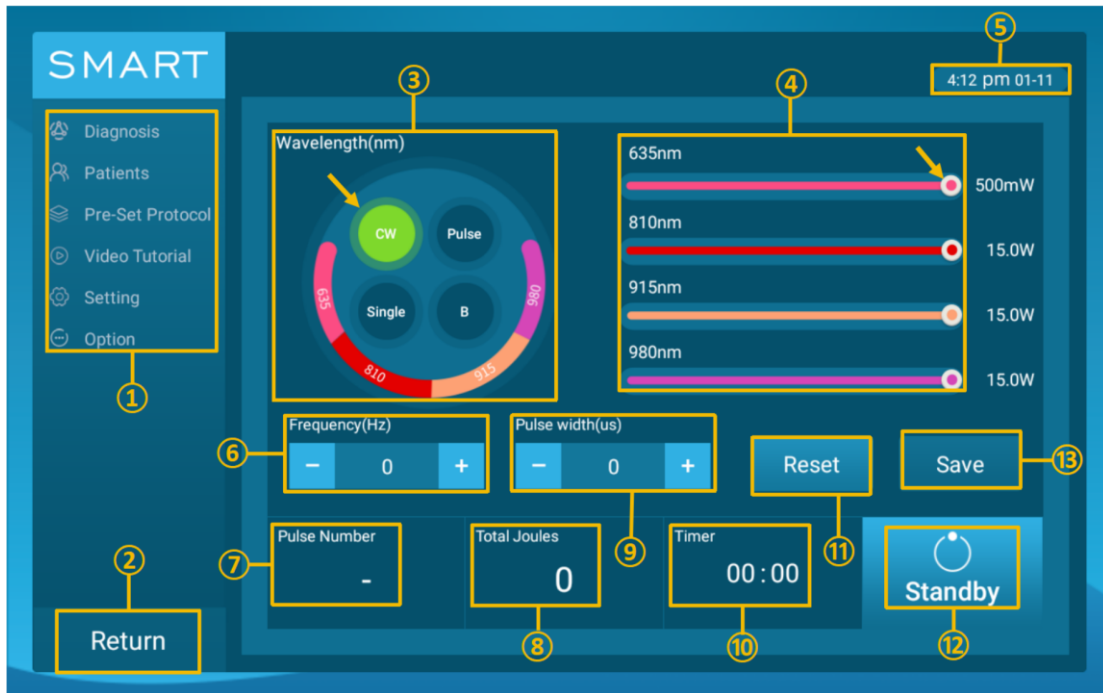 SMART
⑤
4:12 pm 01-11
① 
Diagnosis
Patients
Pre-Set Protocol
Video Tutorial
Setting
Option
②
Return
③
Wavelength(nm)
CW
Pulse
Single
B
635
810
915
980
④
635nm
500mW
810nm
15.0W
915nm
15.0W
980nm
15.0W
⑥
Frequency(Hz)
− 0 +
Pulse width(us)
− 0 +
⑨
Reset
⑪
Save
⑬
⑦
Pulse Number
-
Total Joules
0
⑧
Timer
00:00
⑩
Standby
⑫